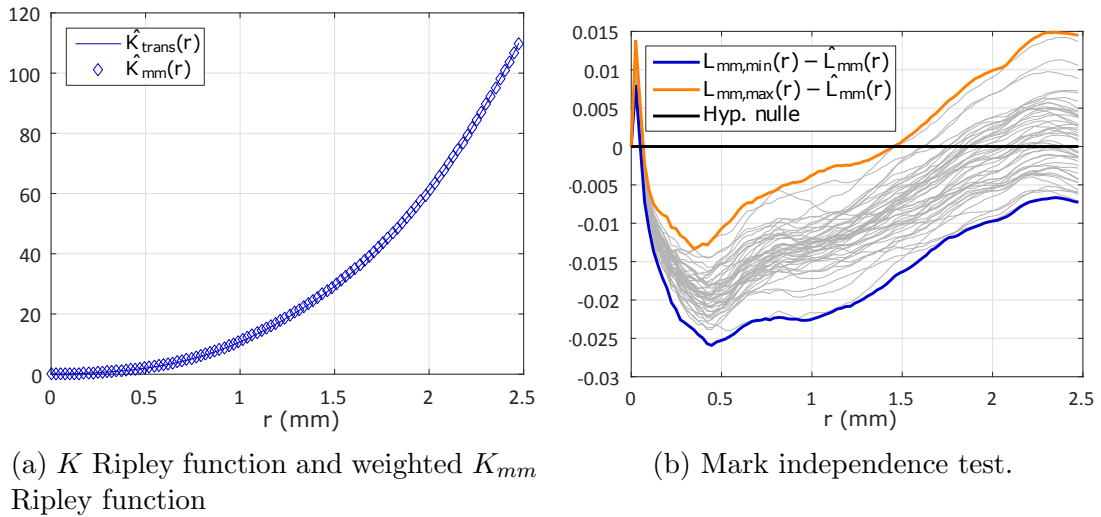 120
100
80
60
40
20
0
K̂trans(r)
K̂mm(r)
0 0.5 1 1.5 2 2.5
r (mm)
(a) K Ripley function and weighted Kmm
Ripley function
0.015
0.01
0.005
0
-0.005
-0.01
-0.015
-0.02
-0.025
-0.03
Lmm,min(r) − L̂mm(r)
Lmm,max(r) − L̂mm(r)
Hyp. nulle
0 0.5 1 1.5 2 2.5
r (mm)
(b) Mark independence test.